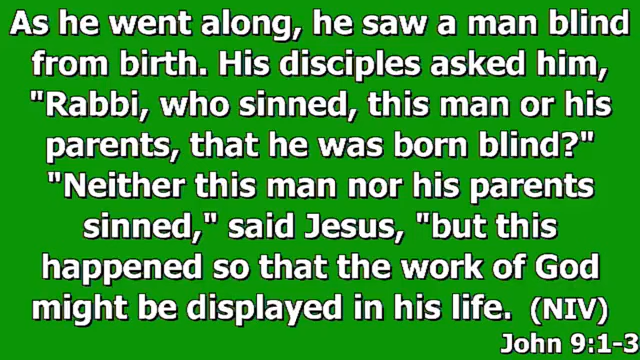 As he went along, he saw a man blind
from birth. His disciples asked him,
"Rabbi, who sinned, this man or his
parents, that he was born blind?"
"Neither this man nor his parents
sinned," said Jesus, "but this
happened so that the work of God
might be displayed in his life. (NIV)
John 9:1-3